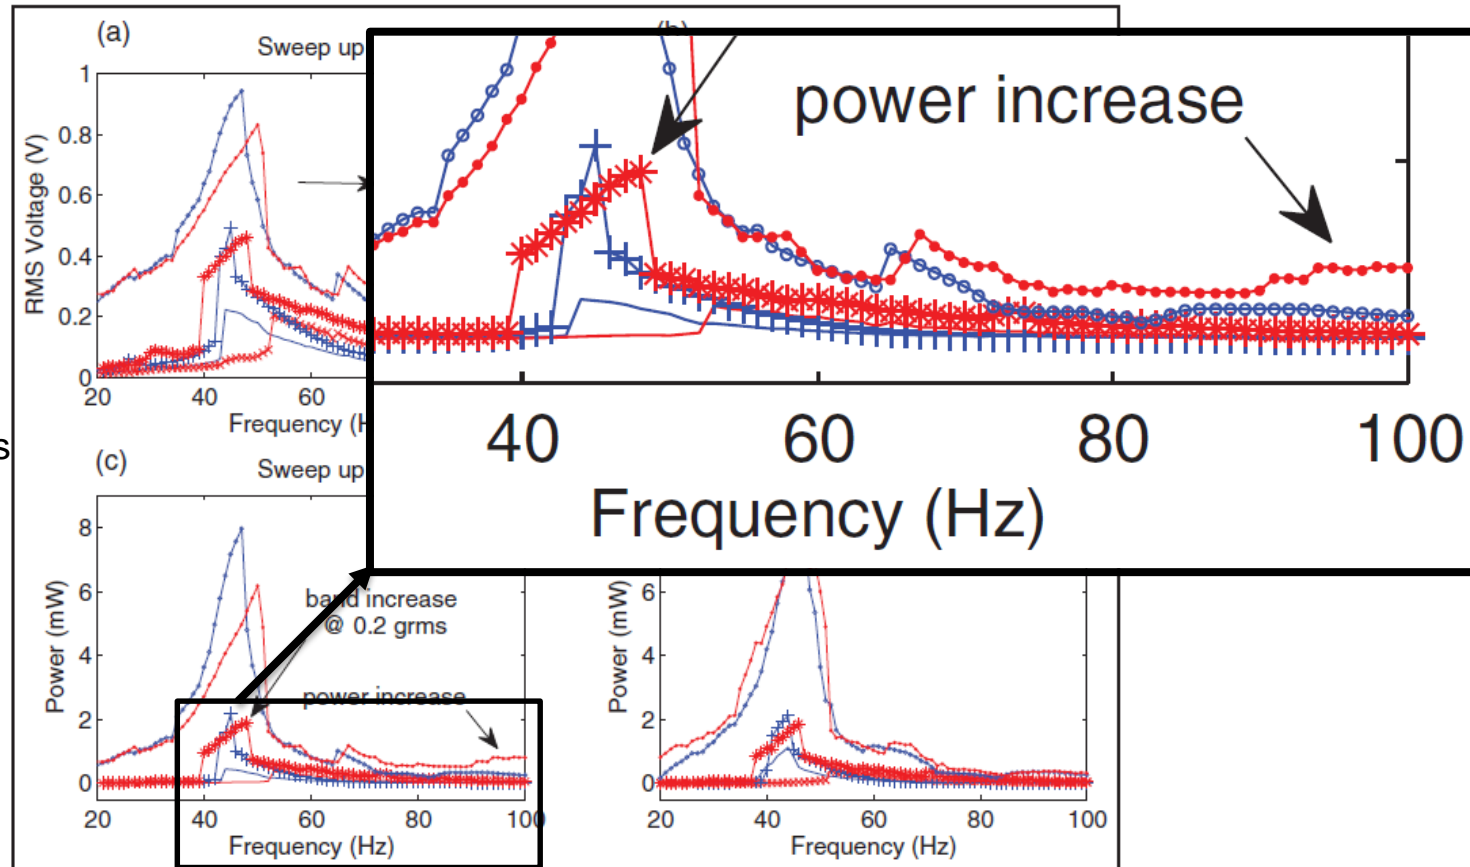 (a)
Sweep up
1
0.8
0.6
0.4
0.2
0
RMS Voltage (V)
20 40 60
Frequency (H
power increase
40 60 80 100
Frequency (Hz)
s
(c)
Sweep up
8
6
4
2
0
Power (mW)
band increase
@ 0.2 grms
power increase
20 40 60 80 100
Frequency (Hz)
6
4
2
0
Power (mW)
20 40 60 80 100
Frequency (Hz)